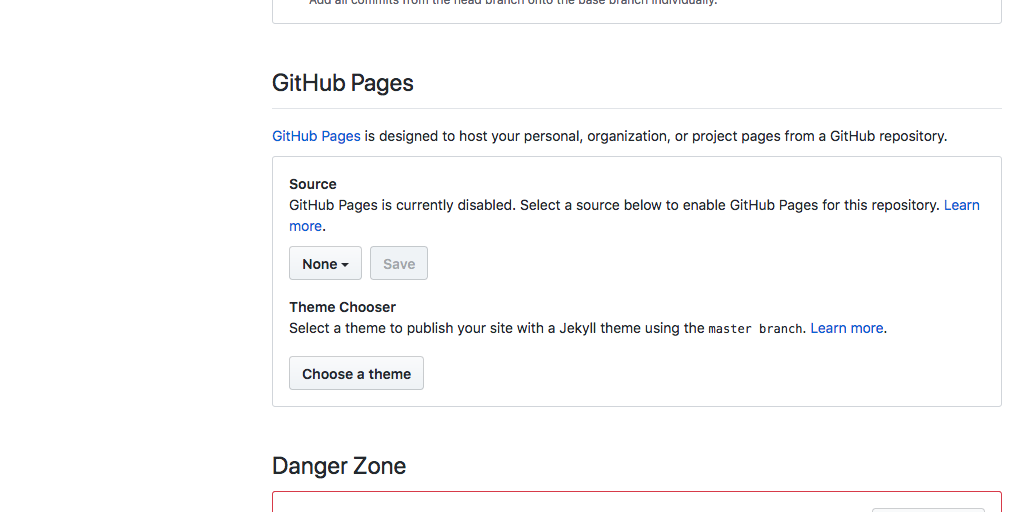 Add all commits from the head branch onto the base branch individually.
GitHub Pages
GitHub Pages is designed to host your personal, organization, or project pages from a GitHub repository.
Source
GitHub Pages is currently disabled. Select a source below to enable GitHub Pages for this repository. Learn
more.
None Save
Theme Chooser
Select a theme to publish your site with a Jekyll theme using the master branch. Learn more.
Choose a theme
Danger Zone